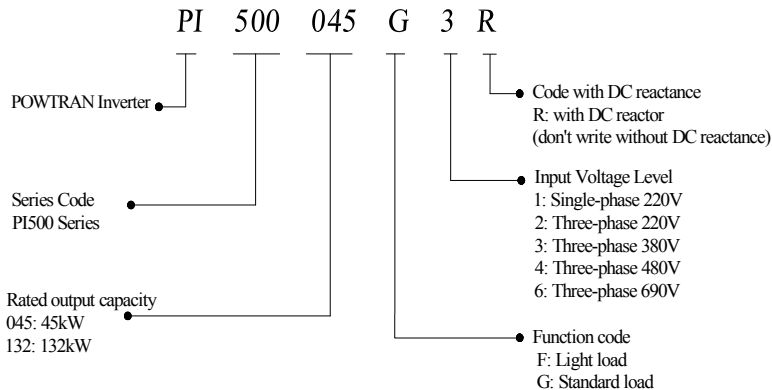 PI 500 045 G 3 R
POWTRAN Inverter
Code with DC reactance
R: with DC reactor
(don't write without DC reactance)
Series Code
PI500 Series
Input Voltage Level
1: Single-phase 220V
2: Three-phase 220V
3: Three-phase 380V
4: Three-phase 480V
6: Three-phase 690V
Rated output capacity
045: 45kW
132: 132kW
Function code
F: Light load
G: Standard load